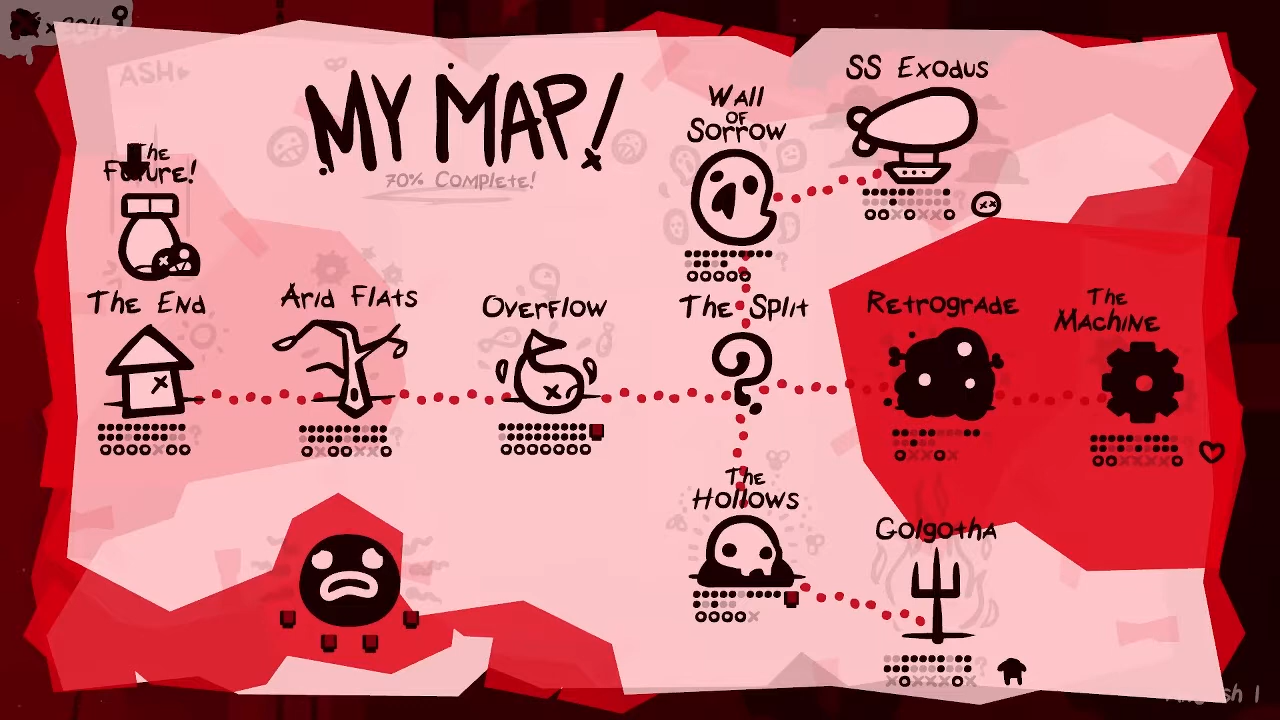 ASH
MY MAP!
70% Complete!
SS Exodus
Wall
of
Sorrow
The
Future!
The End
Arid Flats
Overflow
The Split
Retrograde
The
Machine
The
Hollows
Golgotha